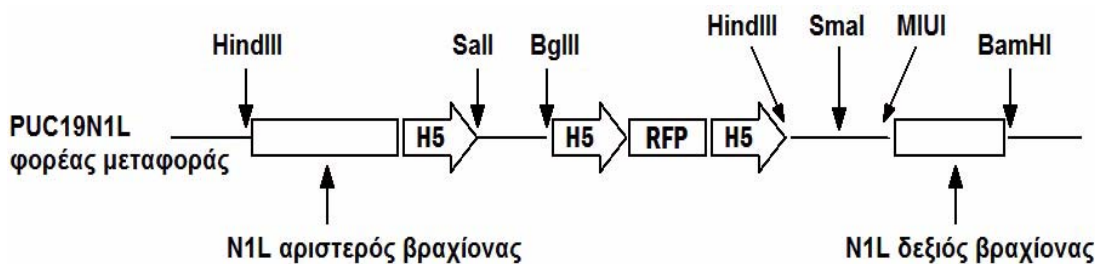 HindIII
SalI
BglII
HindIII
SmaI
MlUI
BamHI
PUC19N1L
φορέας μεταφοράς
H5
H5
RFP
H5
N1L αριστερός βραχίονας
N1L δεξιός βραχίονας